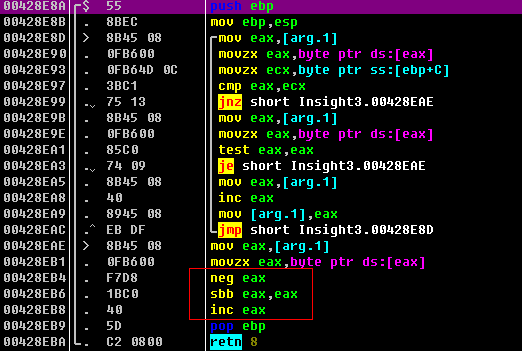 00428E8A ┌$ 55 push ebp
00428E8B │. 8BEC mov ebp,esp
00428E8D │> 8B45 08 ┌mov eax,[arg.1]
00428E90 │. 0FB600 │movzx eax,byte ptr ds:[eax]
00428E93 │. 0FB64D 0C │movzx ecx,byte ptr ss:[ebp+C]
00428E97 │. 3BC1 │cmp eax,ecx
00428E99 │.⌄ 75 13 │jnz short Insight3.00428EAE
00428E9B │. 8B45 08 │mov eax,[arg.1]
00428E9E │. 0FB600 │movzx eax,byte ptr ds:[eax]
00428EA1 │. 85C0 │test eax,eax
00428EA3 │.⌄ 74 09 │je short Insight3.00428EAE
00428EA5 │. 8B45 08 │mov eax,[arg.1]
00428EA8 │. 40 │inc eax
00428EA9 │. 8945 08 │mov [arg.1],eax
00428EAC │.^ EB DF └jmp short Insight3.00428E8D
00428EAE │> 8B45 08 mov eax,[arg.1]
00428EB1 │. 0FB600 movzx eax,byte ptr ds:[eax]
00428EB4 │. F7D8 neg eax
00428EB6 │. 1BC0 sbb eax,eax
00428EB8 │. 40 inc eax
00428EB9 │. 5D pop ebp
00428EBA └. C2 0800 retn 8